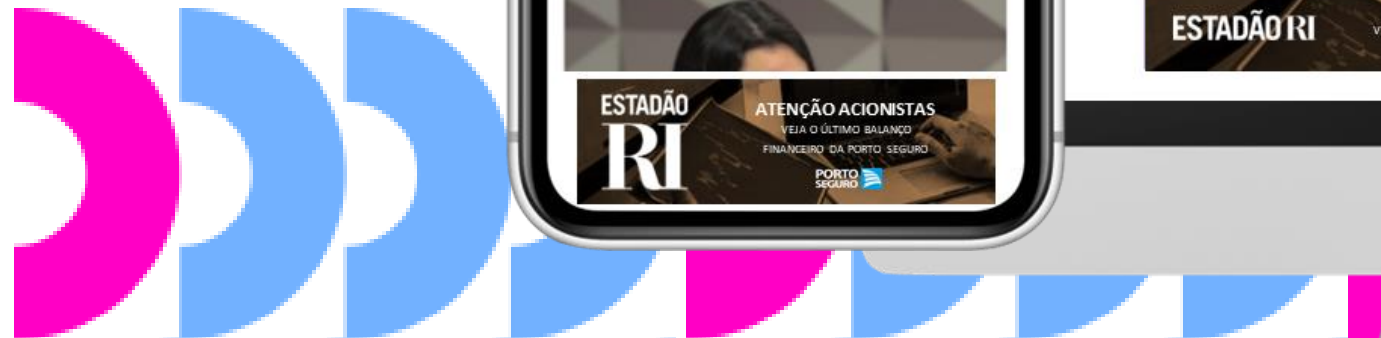 ESTADÃO RI
V
ESTADÃO
RI
ATENÇÃO ACIONISTAS
VEJA O ÚLTIMO BALANÇO
FINANCEIRO DA PORTO SEGURO
PORTO
SEGURO